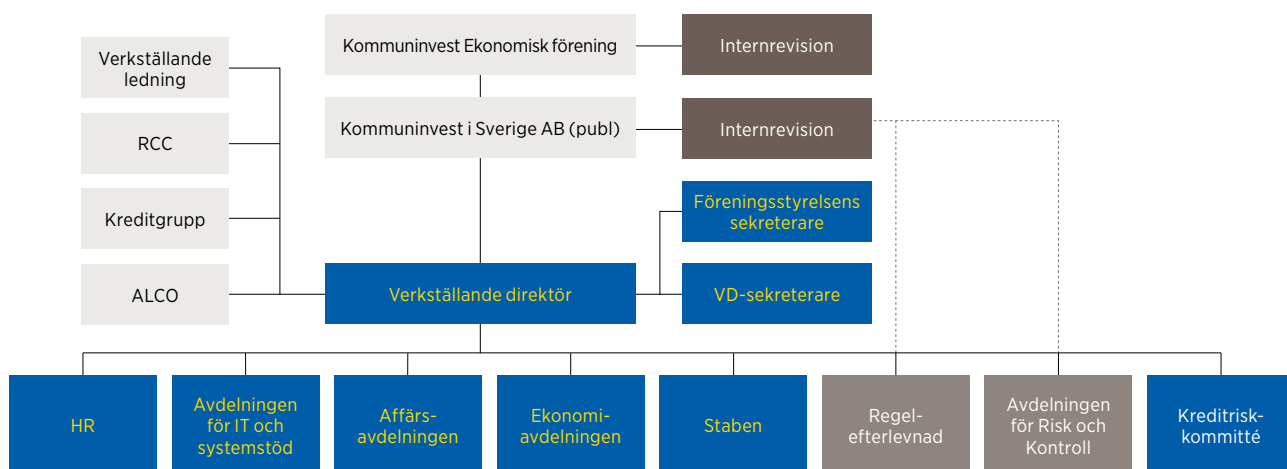 Verkställande
ledning
RCC
Kreditgrupp
ALCO
Kommuninvest Ekonomisk förening
Internrevision
Kommuninvest i Sverige AB (publ)
Internrevision
Föreningsstyrelsens
sekreterare
Verkställande direktör
VD-sekreterare
HR
Avdelningen
för IT och
systemstöd
Affärs-
avdelningen
Ekonomi-
avdelningen
Staben
Regel-
efterlevnad
Avdelningen
för Risk och
Kontroll
Kreditrisk-
kommitté